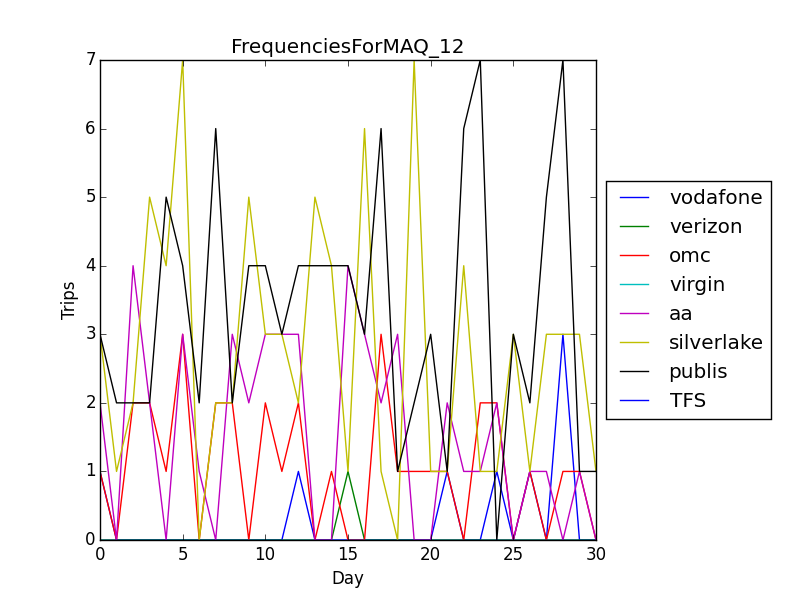 FrequenciesForMAQ_12
7
6
5
4
3
2
1
0
Trips
0 5 10 15 20 25 30
Day
vodafone
verizon
omc
virgin
aa
silverlake
publis
TFS